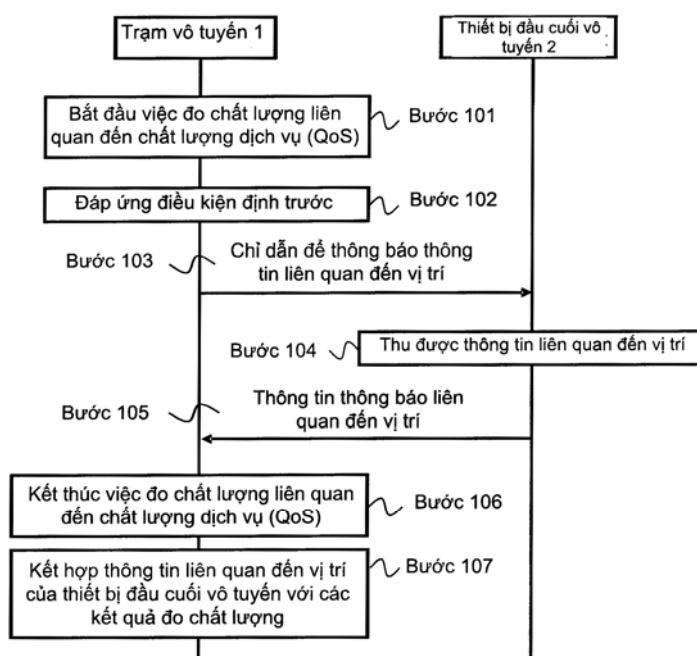 Trạm vô tuyến 1
Thiết bị đầu cuối vô
tuyến 2
Bắt đầu việc đo chất lượng liên
quan đến chất lượng dịch vụ (QoS)
Bước 101
Đáp ứng điều kiện định trước
Bước 102
Bước 103
Chỉ dẫn để thông báo thông
tin liên quan đến vị trí
Bước 104
Thu được thông tin liên quan đến vị trí
Bước 105
Thông tin thông báo liên
quan đến vị trí
Kết thúc việc đo chất lượng liên quan
đến chất lượng dịch vụ (QoS)
Bước 106
Kết hợp thông tin liên quan đến vị trí
của thiết bị đầu cuối vô tuyến với các
kết quả đo chất lượng
Bước 107